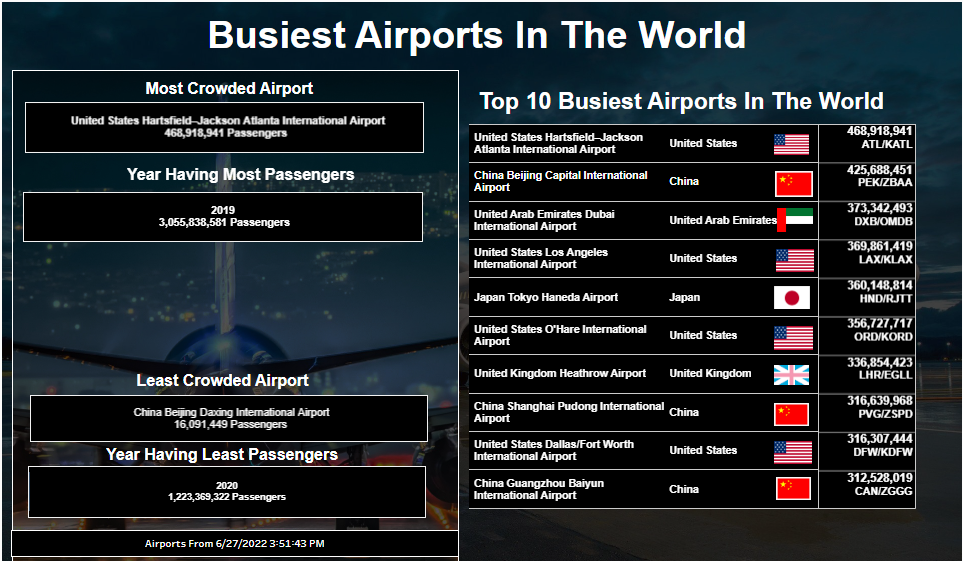 Busiest Airports In The World
Most Crowded Airport
United States Hartsfield–Jackson Atlanta International Airport
468,918,941 Passengers
Year Having Most Passengers
2019
3,055,838,581 Passengers
Least Crowded Airport
China Beijing Daxing International Airport
16,091,449 Passengers
Year Having Least Passengers
2020
1,223,369,322 Passengers
Airports From 6/27/2022 3:51:43 PM
Top 10 Busiest Airports In The World
United States Hartsfield–Jackson
Atlanta International Airport
United States
468,918,941
ATL/KATL
China Beijing Capital International
Airport
China
425,688,451
PEK/ZBAA
United Arab Emirates Dubai
International Airport
United Arab Emirates
373,342,493
DXB/OMDB
United States Los Angeles
International Airport
United States
369,861,419
LAX/KLAX
Japan Tokyo Haneda Airport
Japan
360,148,814
HND/RJTT
United States O'Hare International
Airport
United States
356,727,717
ORD/KORD
United Kingdom Heathrow Airport
United Kingdom
336,854,423
LHR/EGLL
China Shanghai Pudong International
Airport
China
316,639,968
PVG/ZSPD
United States Dallas/Fort Worth
International Airport
United States
316,307,444
DFW/KDFW
China Guangzhou Baiyun
International Airport
China
312,528,019
CAN/ZGGG